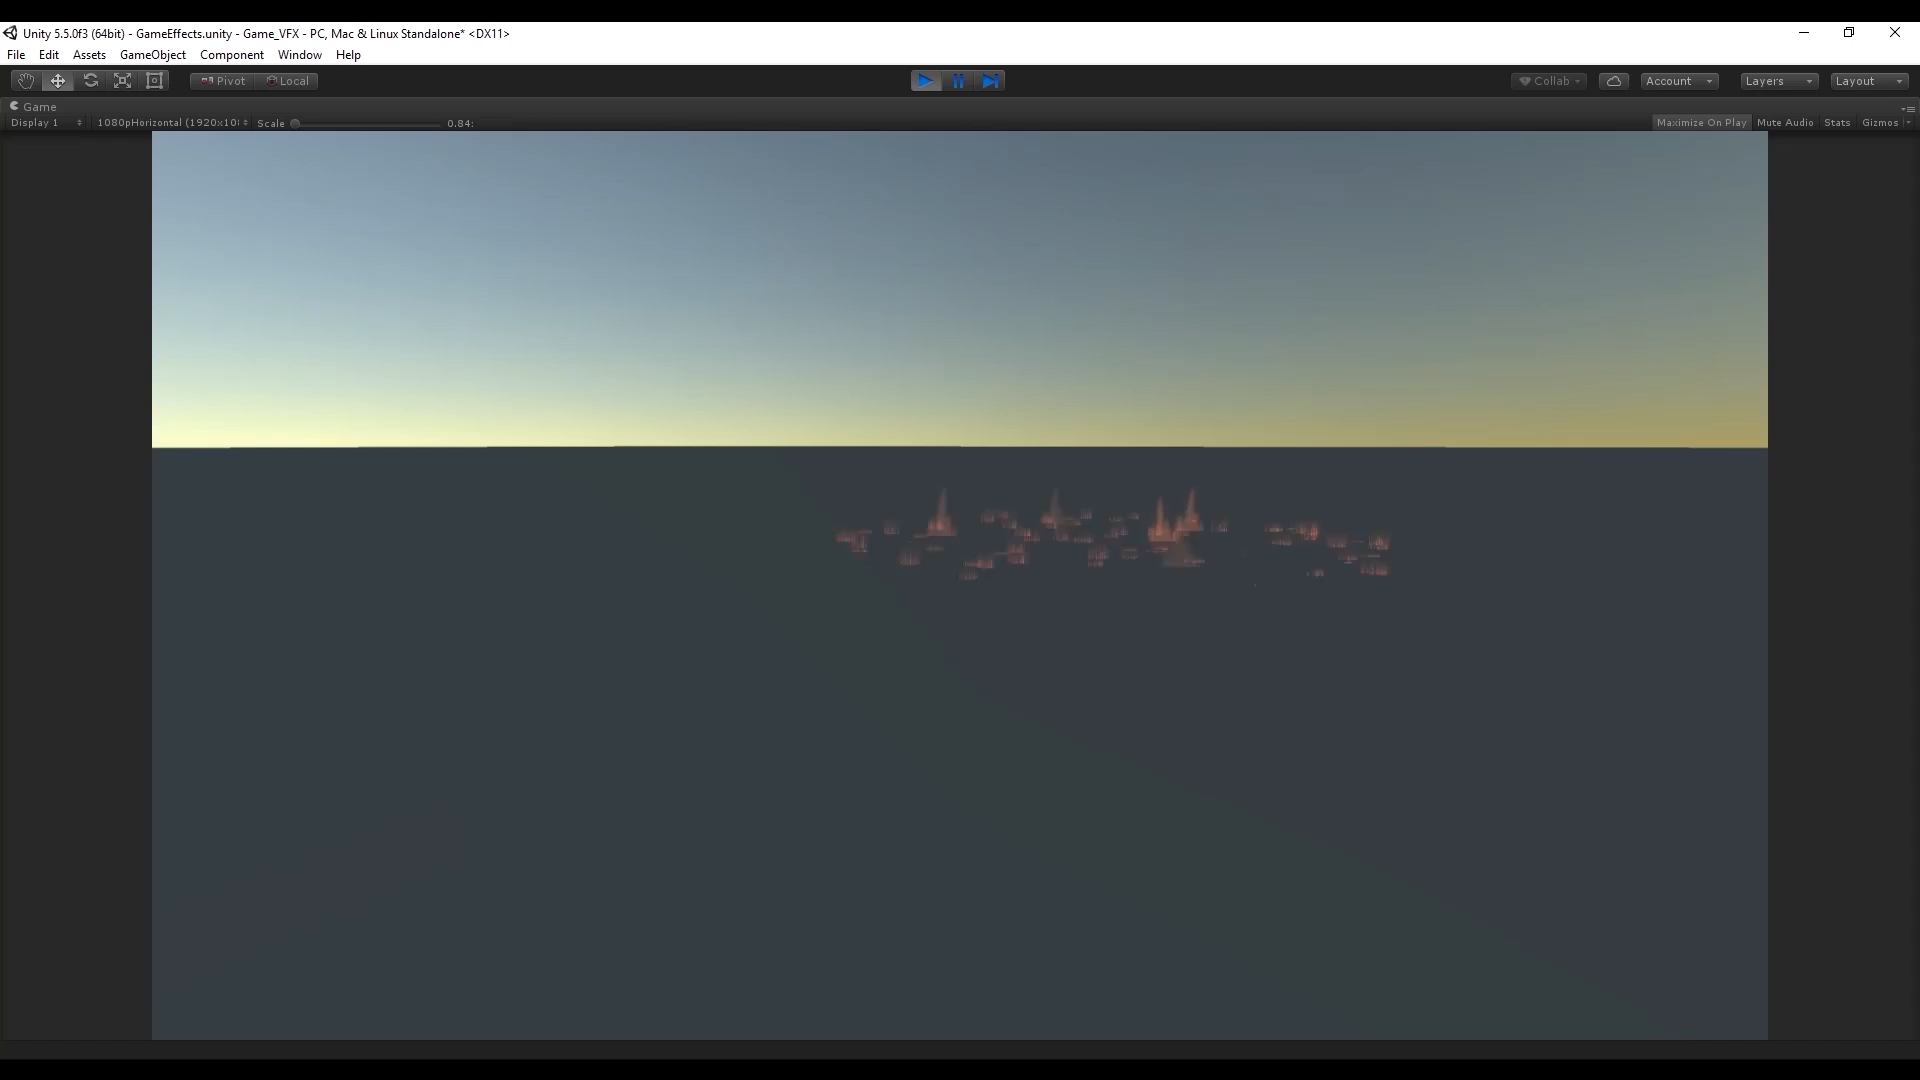 Unity 5.5.0f3 (64bit) - GameEffects.unity - Game_VFX - PC, Mac & Linux Standalone* <DX11>
File Edit Assets GameObject Component Window Help
Pivot Local Collab Account Layers Layout
Game
Display 1 1080pHorizontal (1920x10 Scale 0.84: Maximize On Play Mute Audio Stats Gizmos